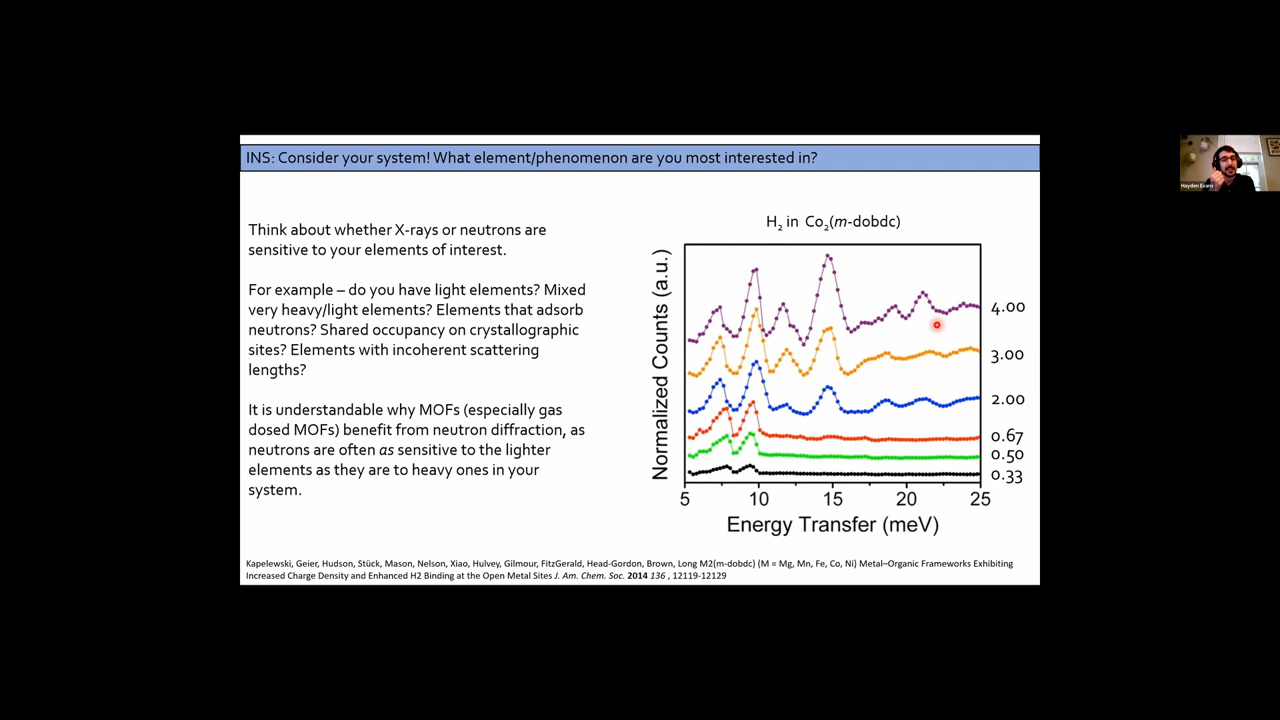 INS: Consider your system! What element/phenomenon are you most interested in?
Think about whether X-rays or neutrons are
sensitive to your elements of interest.
For example – do you have light elements? Mixed
very heavy/light elements? Elements that adsorb
neutrons? Shared occupancy on crystallographic
sites? Elements with incoherent scattering
lengths?
It is understandable why MOFs (especially gas
dosed MOFs) benefit from neutron diffraction, as
neutrons are often as sensitive to the lighter
elements as they are to heavy ones in your
system.
H₂ in Co₂(m-dobdc)
Normalized Counts (a.u.)
4.00
3.00
2.00
0.67
0.50
0.33
5 10 15 20 25
Energy Transfer (meV)
Kapelewski, Geier, Hudson, Stück, Mason, Nelson, Xiao, Hulvey, Gilmour, FitzGerald, Head-Gordon, Brown, Long M2(m-dobdc) (M = Mg, Mn, Fe, Co, Ni) Metal–Organic Frameworks Exhibiting
Increased Charge Density and Enhanced H2 Binding at the Open Metal Sites J. Am. Chem. Soc. 2014 136 , 12119-12129
Hayden Evans